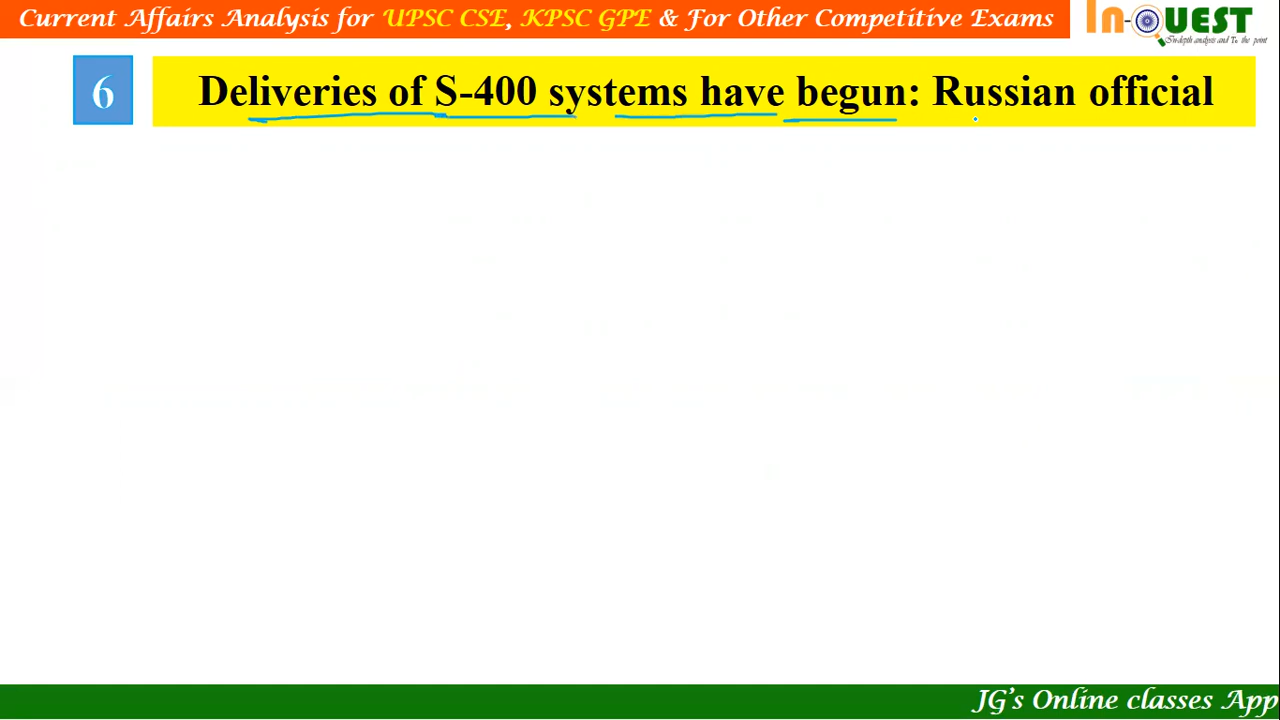 Current Affairs Analysis for UPSC CSE, KPSC GPE & For Other Competitive Exams
In-QUEST
In-depth analysis and To the point
6
Deliveries of S-400 systems have begun: Russian official
JG's Online classes App